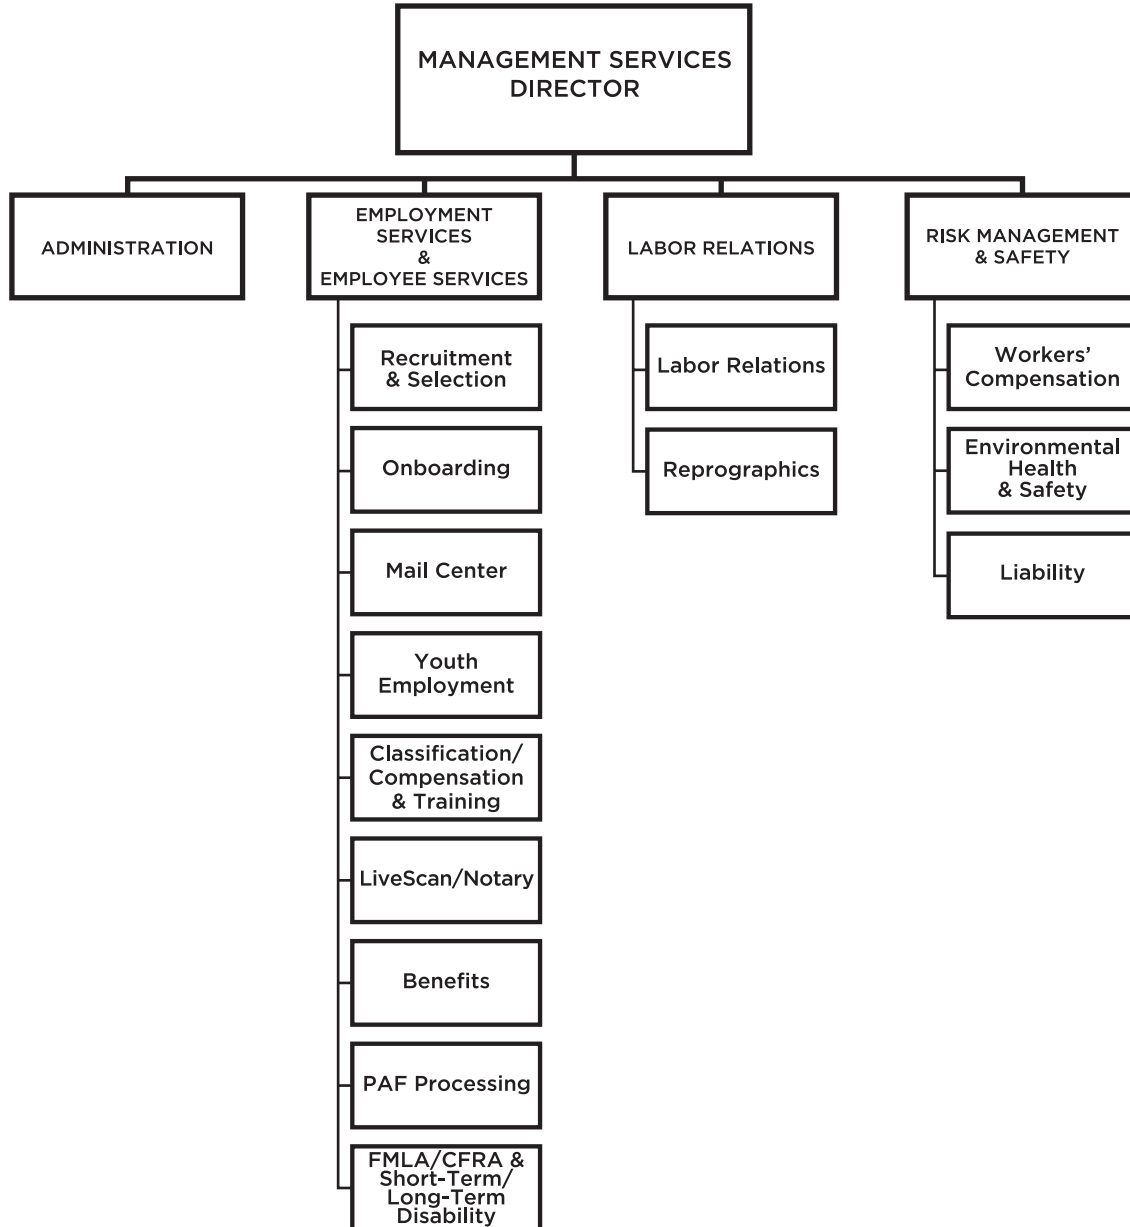 MANAGEMENT SERVICES
DIRECTOR
ADMINISTRATION
EMPLOYMENT
SERVICES
&
EMPLOYEE SERVICES
LABOR RELATIONS
RISK MANAGEMENT
& SAFETY
Recruitment
& Selection
Onboarding
Mail Center
Youth
Employment
Classification/
Compensation
& Training
LiveScan/Notary
Benefits
PAF Processing
FMLA/CFRA &
Short-Term/
Long-Term
Disability
Labor Relations
Reprographics
Workers’
Compensation
Environmental
Health
& Safety
Liability